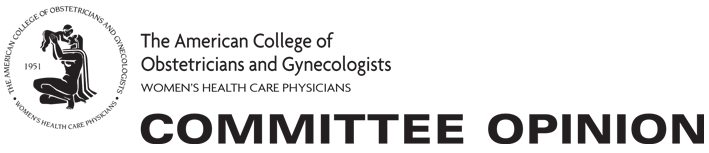 THE AMERICAN COLLEGE OF OBSTETRICIANS AND GYNECOLOGISTS
1951
• WOMEN'S HEALTH CARE PHYSICIANS •
The American College of
Obstetricians and Gynecologists
WOMEN'S HEALTH CARE PHYSICIANS
COMMITTEE OPINION